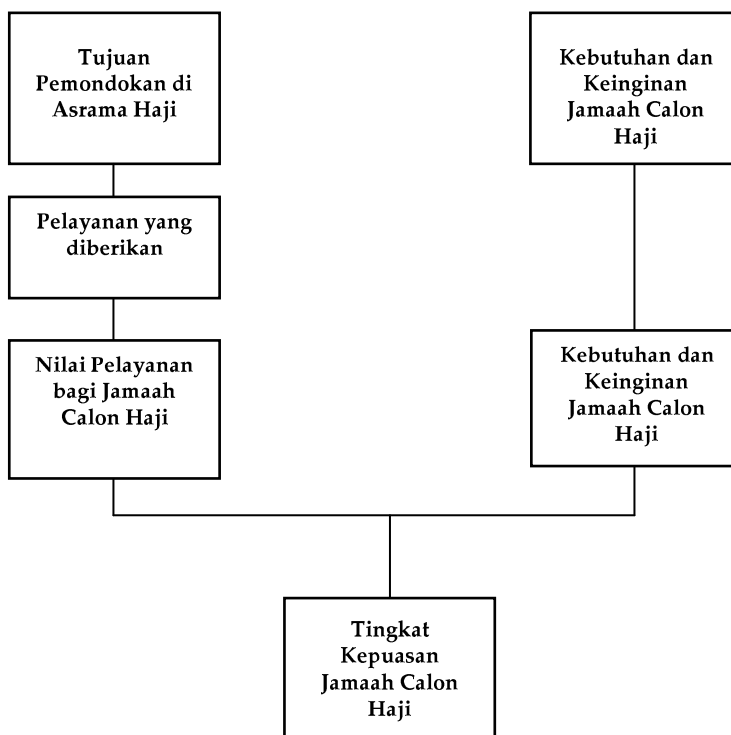 Tujuan
Pemondokan di
Asrama Haji
Kebutuhan dan
Keinginan
Jamaah Calon
Haji
Pelayanan yang
diberikan
Nilai Pelayanan
bagi Jamaah
Calon Haji
Kebutuhan dan
Keinginan
Jamaah Calon
Haji
Tingkat
Kepuasan
Jamaah Calon
Haji